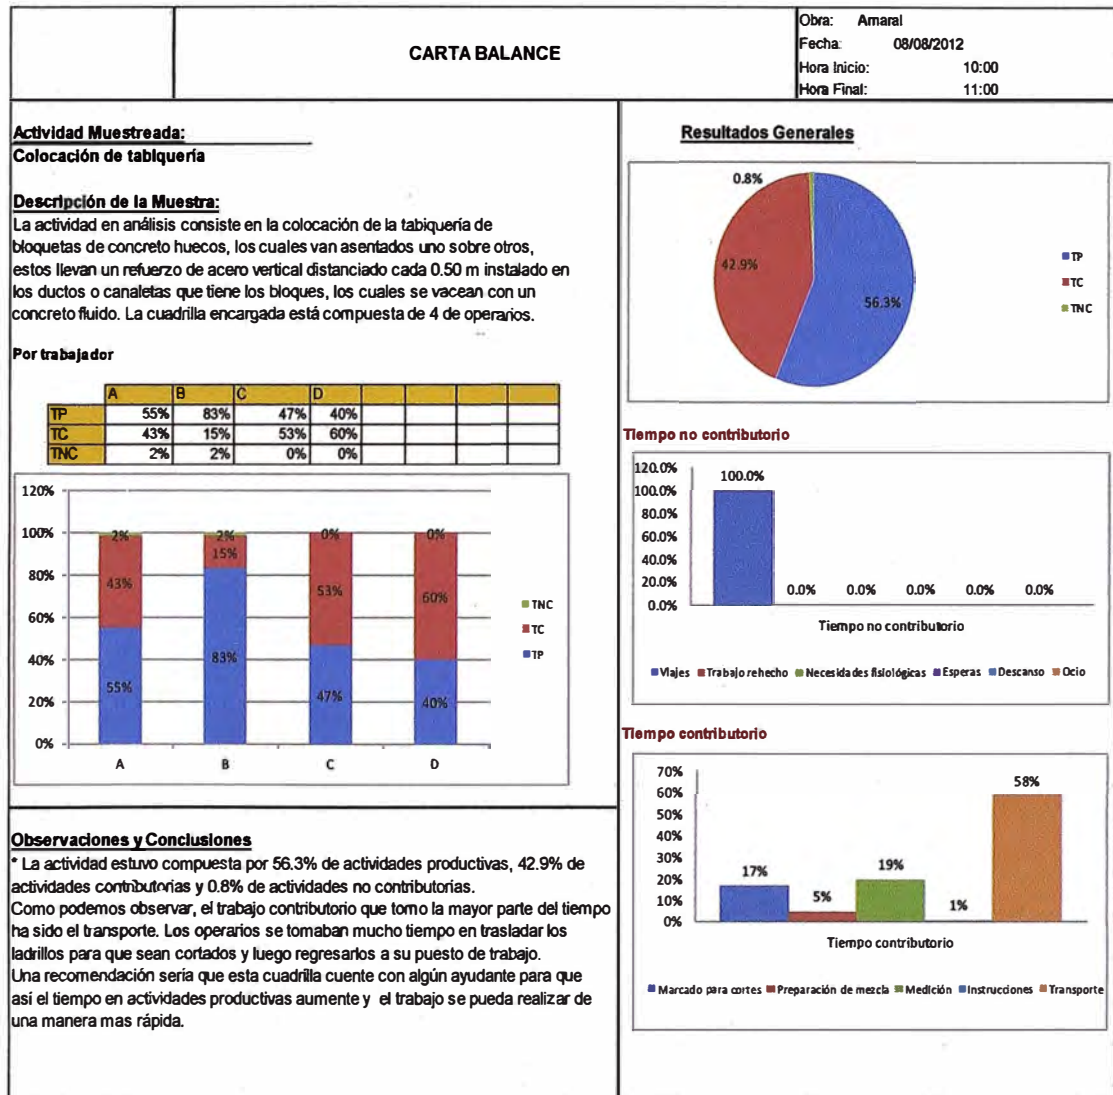 CARTA BALANCE
Obra: Amaral
Fecha: 08/08/2012
Hora Inicio: 10:00
Hora Final: 11:00
Actividad Muestreada:
Colocación de tabiquería
Descripción de la Muestra:
La actividad en análisis consiste en la colocación de la tabiquería de
bloquetas de concreto huecos, los cuales van asentados uno sobre otros,
estos llevan un refuerzo de acero vertical distanciado cada 0.50 m instalado en
los ductos o canaletas que tiene los bloques, los cuales se vacean con un
concreto fluido. La cuadrilla encargada está compuesta de 4 de operarios.
Por trabajador
A B C D
TP 55% 83% 47% 40%
TC 43% 15% 53% 60%
TNC 2% 2% 0% 0%
120%
100%
80%
60%
40%
20%
0%
2% 2% 0% 0%
43% 15% 53% 60%
55% 83% 47% 40%
A B C D
TNC
TC
TP
Observaciones y Conclusiones
* La actividad estuvo compuesta por 56.3% de actividades productivas, 42.9% de
actividades contributorias y 0.8% de actividades no contributorias.
Como podemos observar, el trabajo contributorio que tomo la mayor parte del tiempo
ha sido el transporte. Los operarios se tomaban mucho tiempo en trasladar los
ladrillos para que sean cortados y luego regresarlos a su puesto de trabajo.
Una recomendación sería que esta cuadrilla cuente con algún ayudante para que
así el tiempo en actividades productivas aumente y el trabajo se pueda realizar de
una manera mas rápida.
Resultados Generales
0.8%
42.9%
56.3%
TP
TC
TNC
Tiempo no contributorio
120.0%
100.0%
80.0%
60.0%
40.0%
20.0%
0.0%
100.0% 0.0% 0.0% 0.0% 0.0% 0.0%
Tiempo no contributorio
Viajes Trabajo rehecho Necesidades fisiológicas Esperas Descanso Ocio
Tiempo contributorio
70%
60%
50%
40%
30%
20%
10%
0%
17% 5% 19% 1% 58%
Tiempo contributorio
Marcado para cortes Preparación de mezcla Medición Instrucciones Transporte